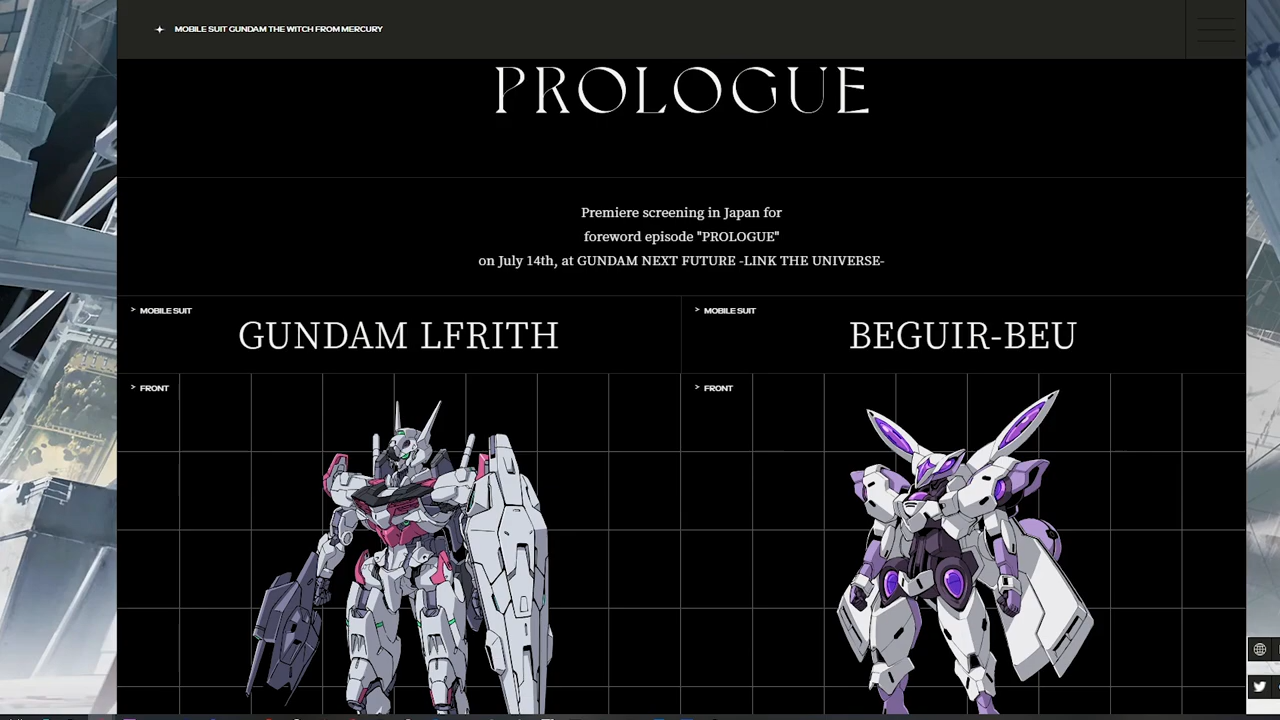 MOBILE SUIT GUNDAM THE WITCH FROM MERCURY
PROLOGUE
Premiere screening in Japan for
foreword episode "PROLOGUE"
on July 14th, at GUNDAM NEXT FUTURE -LINK THE UNIVERSE-
> MOBILE SUIT
GUNDAM LFRITH
> FRONT
> MOBILE SUIT
BEGUIR-BEU
> FRONT